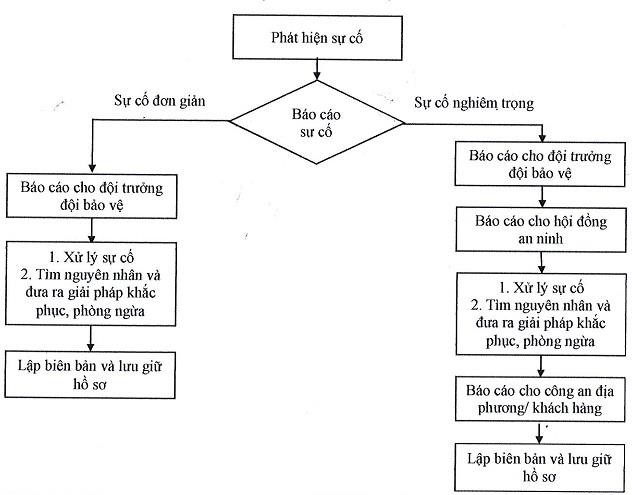 Phát hiện sự cố
Sự cố đơn giản
Báo cáo
sự cố
Sự cố nghiêm trọng
Báo cáo cho đội trưởng
đội bảo vệ
1. Xử lý sự cố
2. Tìm nguyên nhân và
đưa ra giải pháp khắc
phục, phòng ngừa
Lập biên bản và lưu giữ
hồ sơ
Báo cáo cho đội trưởng
đội bảo vệ
Báo cáo cho hội đồng
an ninh
1. Xử lý sự cố
2. Tìm nguyên nhân và
đưa ra giải pháp khắc
phục, phòng ngừa
Báo cáo cho công an địa
phương/ khách hàng
Lập biên bản và lưu giữ
hồ sơ